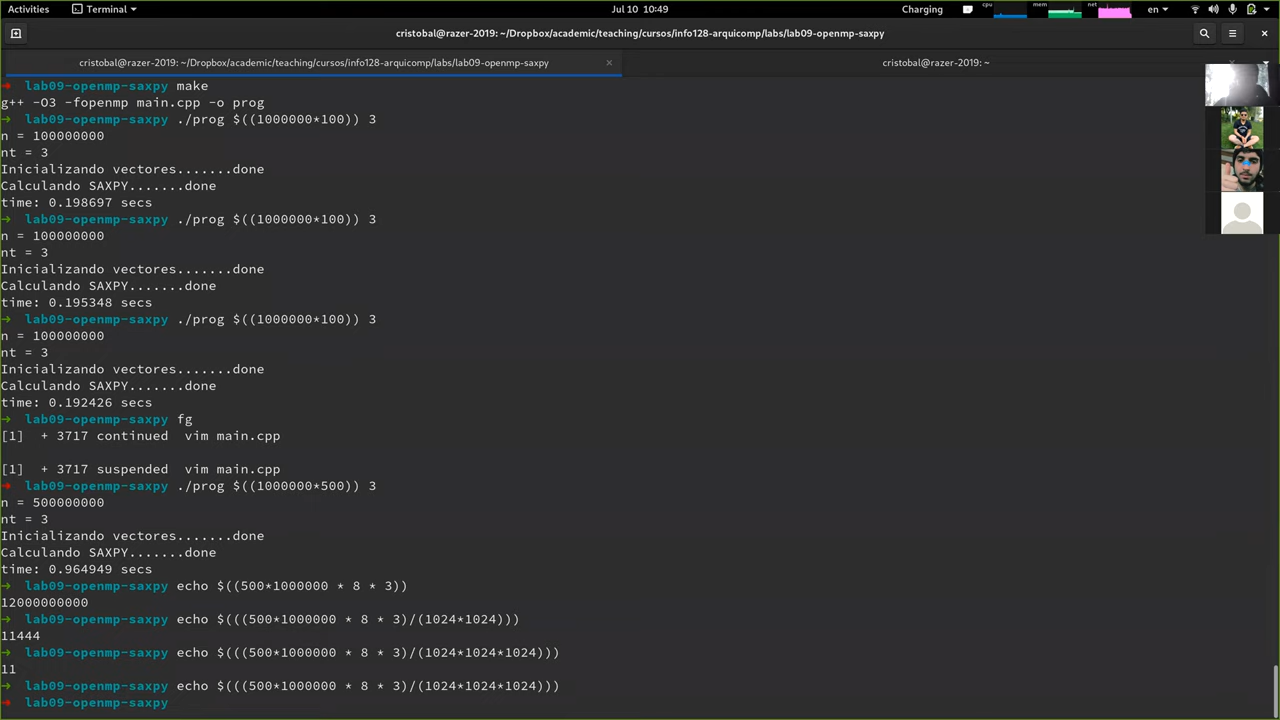 Activities
Terminal
Jul 10 10:49
Charging
cpu
mem
net
en
cristobal@razer-2019: ~/Dropbox/academic/teaching/cursos/info128-arquicomp/labs/lab09-openmp-saxpy
cristobal@razer-2019: ~/Dropbox/academic/teaching/cursos/info128-arquicomp/labs/lab09-openmp-saxpy
cristobal@razer-2019: ~
➜ lab09-openmp-saxpy make
g++ -O3 -fopenmp main.cpp -o prog
➜ lab09-openmp-saxpy ./prog $((1000000*100)) 3
n = 100000000
nt = 3
Inicializando vectores.......done
Calculando SAXPY.......done
time: 0.198697 secs
➜ lab09-openmp-saxpy ./prog $((1000000*100)) 3
n = 100000000
nt = 3
Inicializando vectores.......done
Calculando SAXPY.......done
time: 0.195348 secs
➜ lab09-openmp-saxpy ./prog $((1000000*100)) 3
n = 100000000
nt = 3
Inicializando vectores.......done
Calculando SAXPY.......done
time: 0.192426 secs
➜ lab09-openmp-saxpy fg
[1]  + 3717 continued  vim main.cpp
[1]  + 3717 suspended  vim main.cpp
➜ lab09-openmp-saxpy ./prog $((1000000*500)) 3
n = 500000000
nt = 3
Inicializando vectores.......done
Calculando SAXPY.......done
time: 0.964949 secs
➜ lab09-openmp-saxpy echo $((500*1000000 * 8 * 3))
12000000000
➜ lab09-openmp-saxpy echo $(((500*1000000 * 8 * 3)/(1024*1024)))
11444
➜ lab09-openmp-saxpy echo $(((500*1000000 * 8 * 3)/(1024*1024*1024)))
11
➜ lab09-openmp-saxpy echo $(((500*1000000 * 8 * 3)/(1024*1024*1024)))
➜ lab09-openmp-saxpy